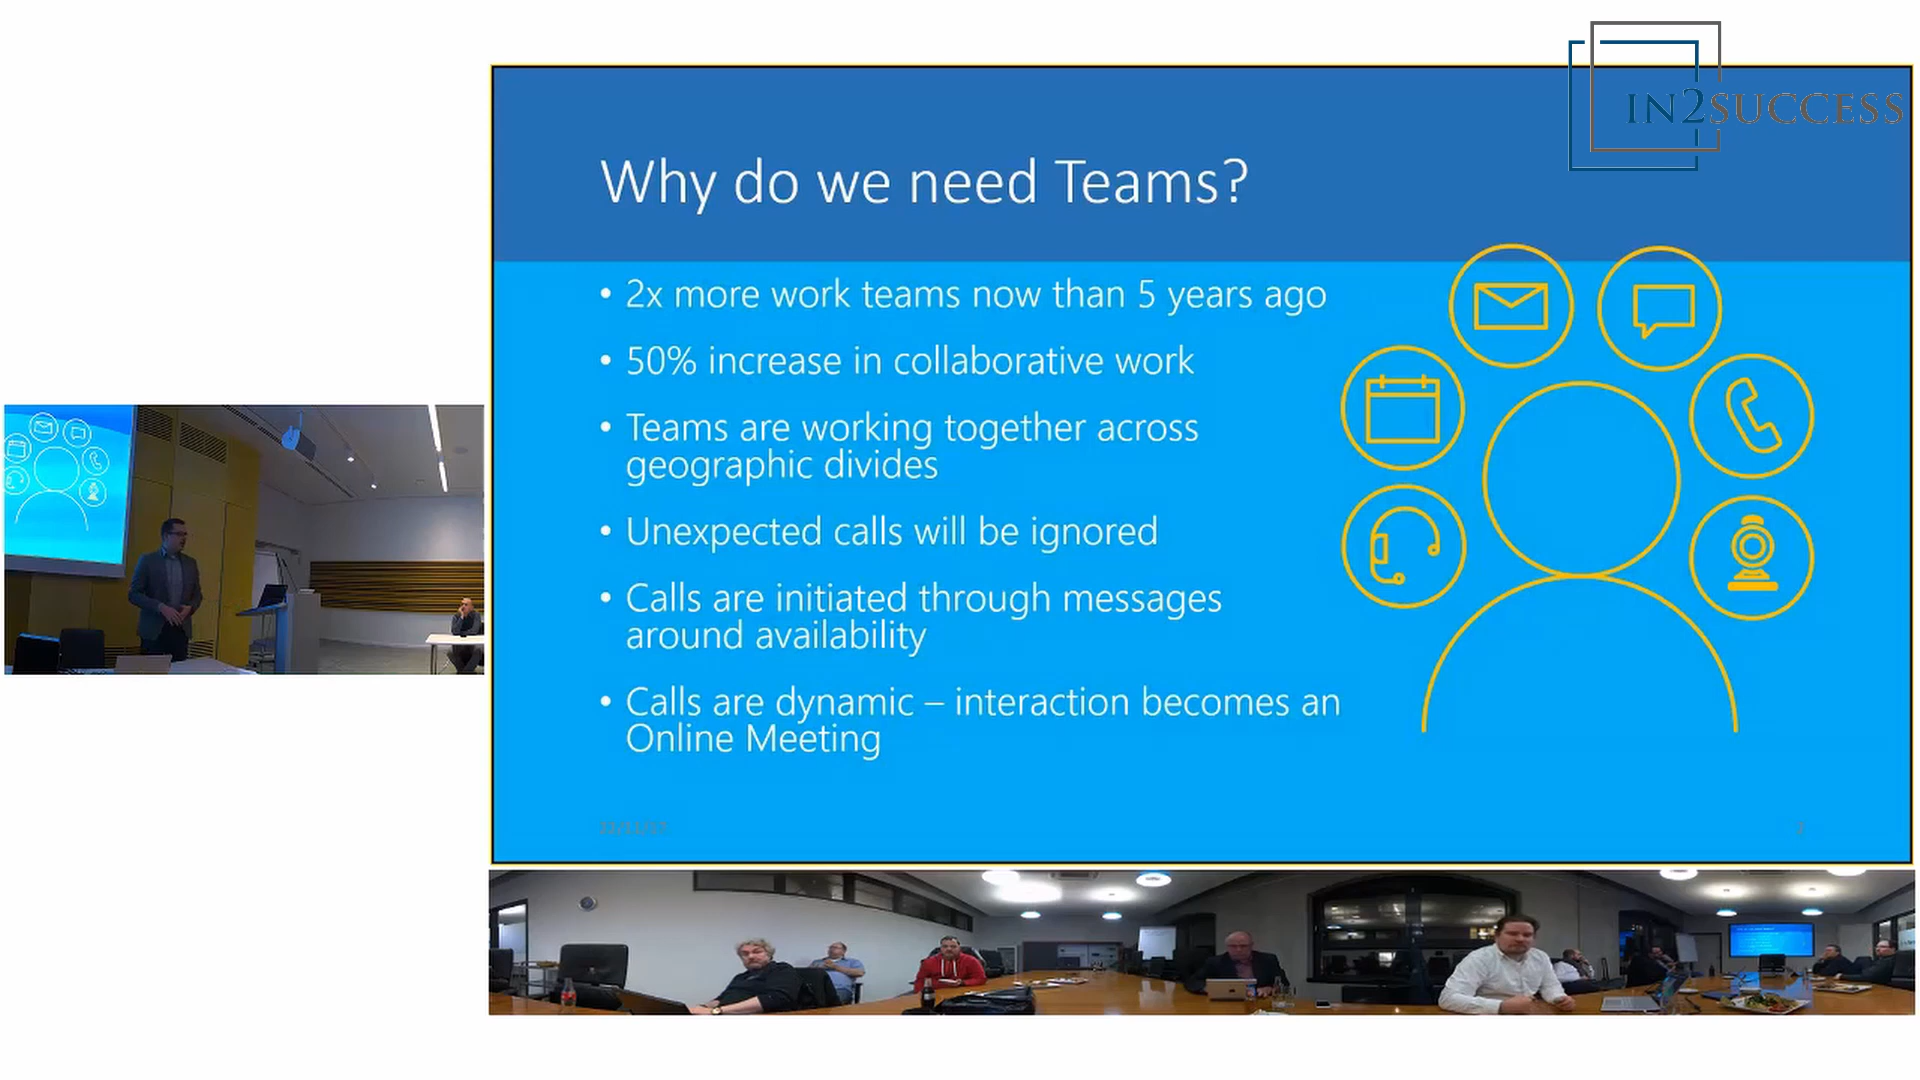 IN2SUCCESS
Why do we need Teams?
• 2x more work teams now than 5 years ago
• 50% increase in collaborative work
• Teams are working together across
geographic divides
• Unexpected calls will be ignored
• Calls are initiated through messages
around availability
• Calls are dynamic – interaction becomes an
Online Meeting